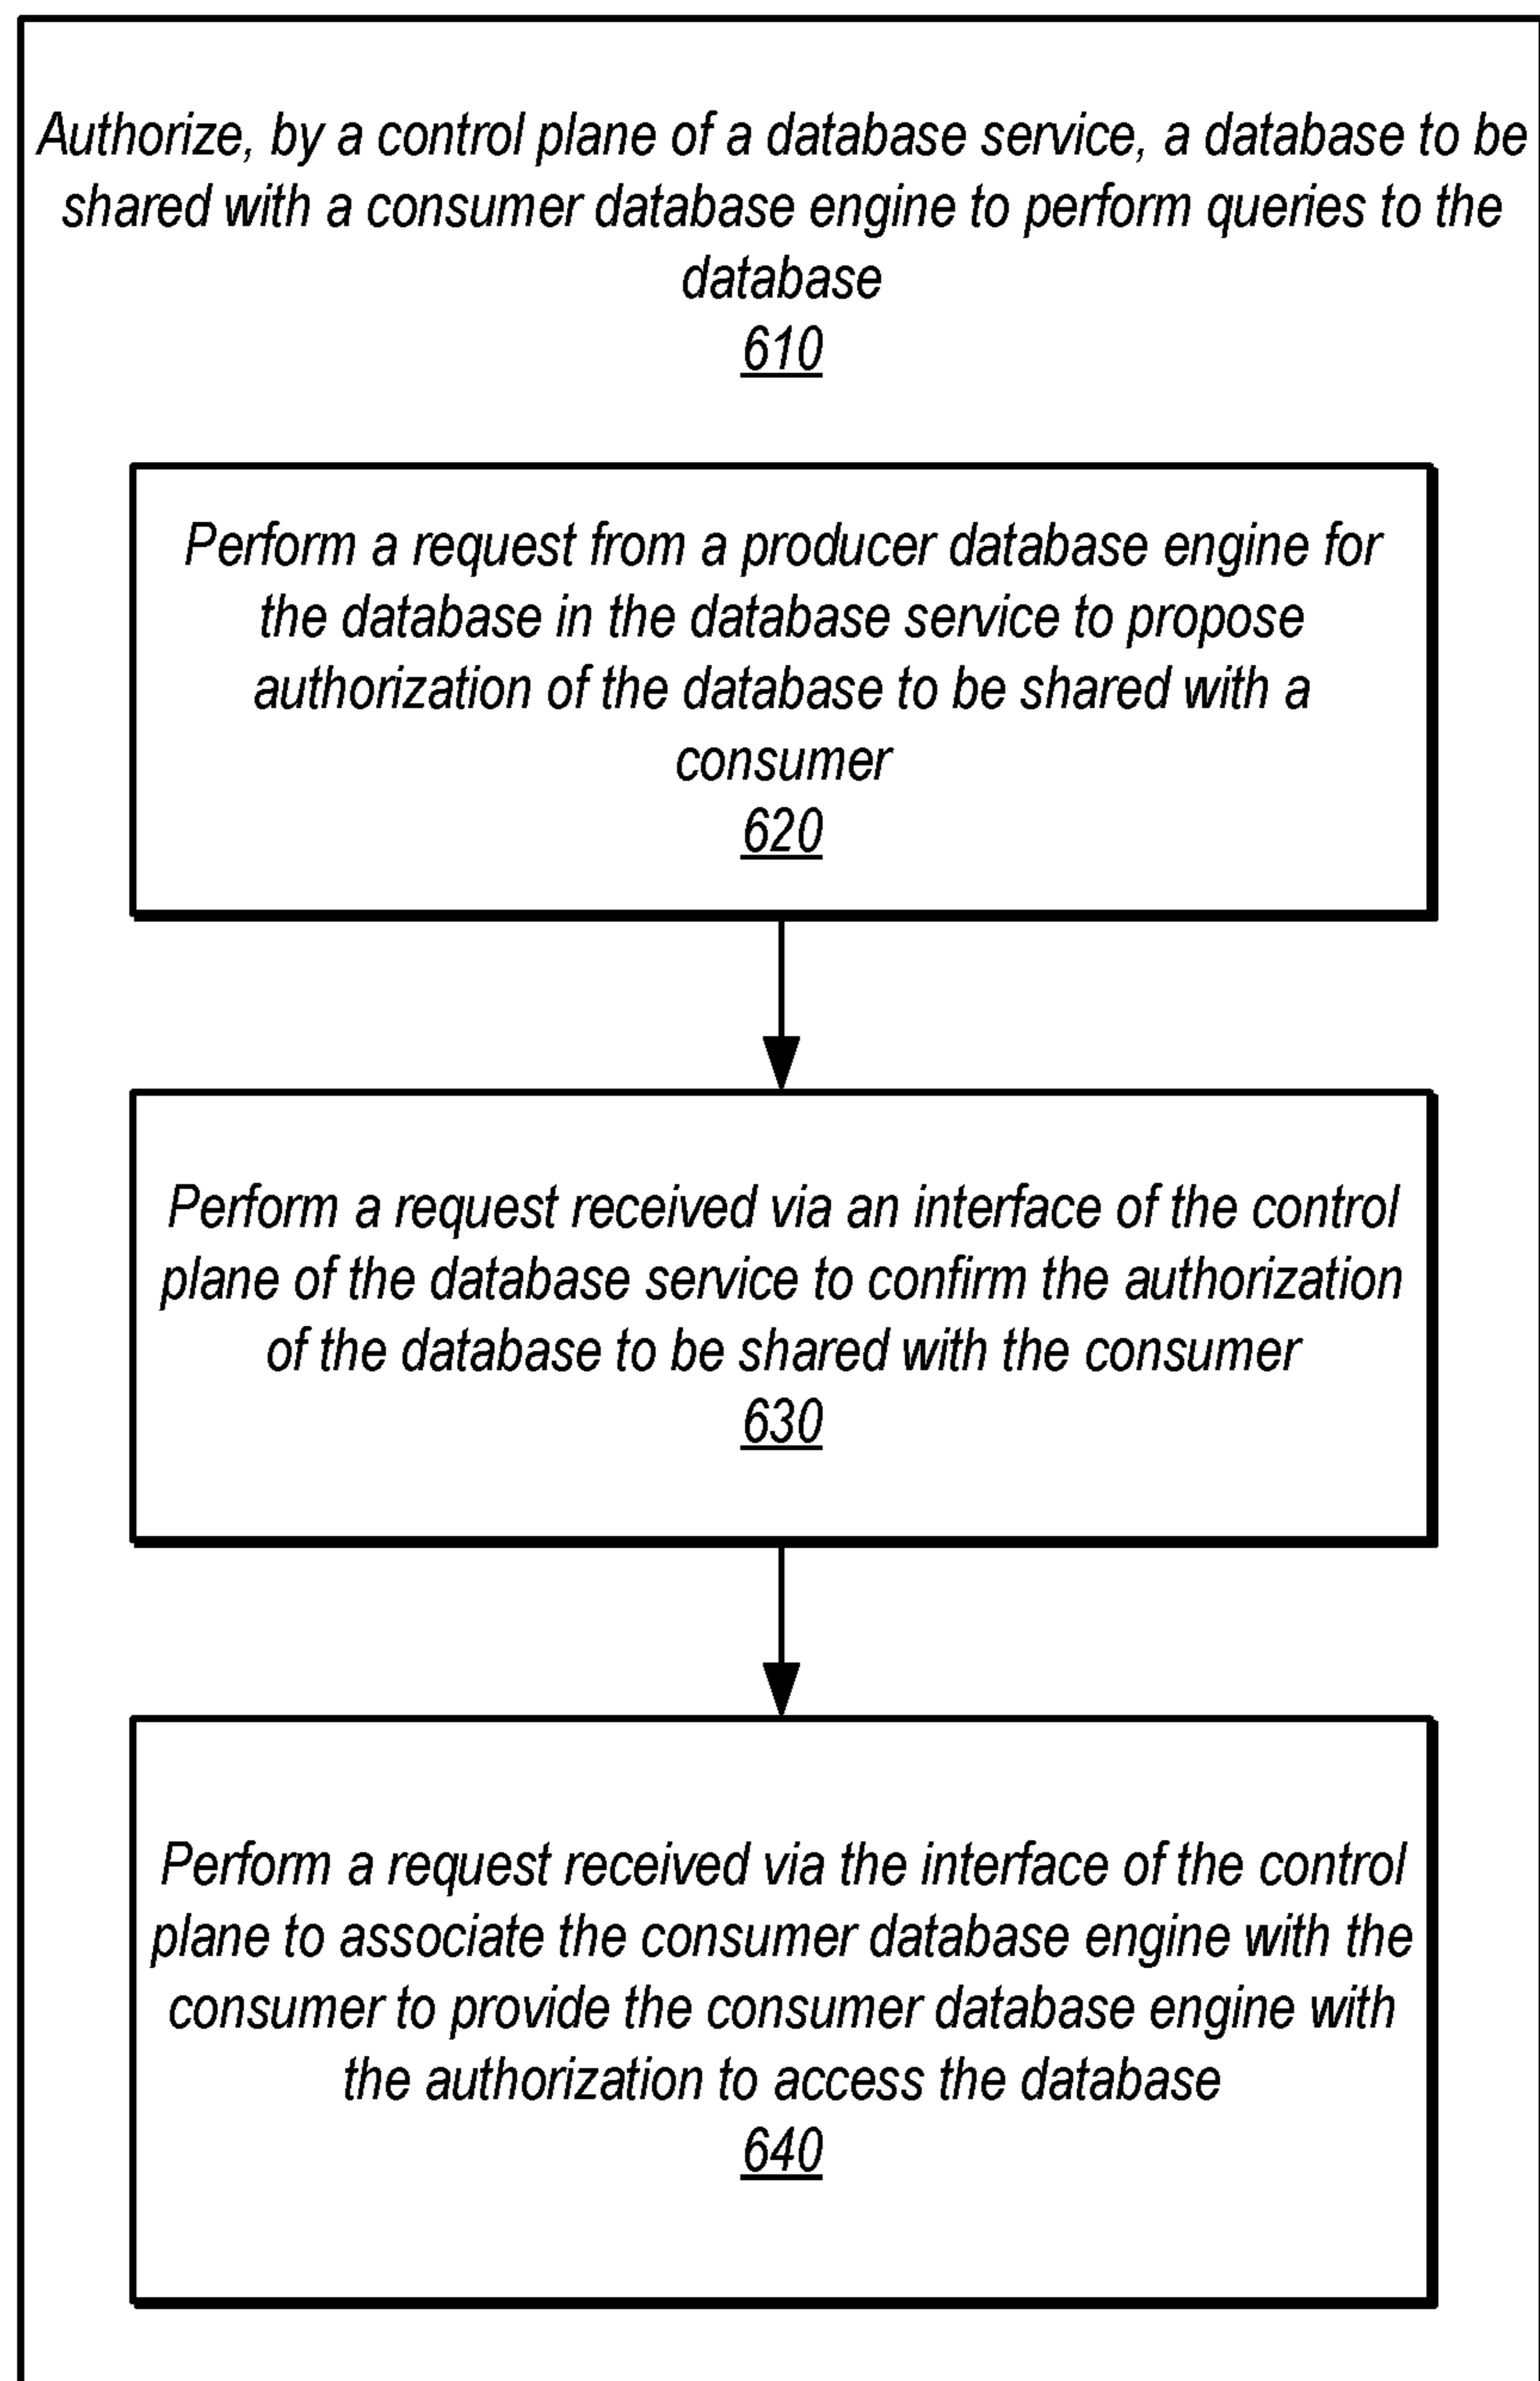 Authorize, by a control plane of a database service, a database to be
shared with a consumer database engine to perform queries to the
database
610
Perform a request from a producer database engine for
the database in the database service to propose
authorization of the database to be shared with a
consumer
620
Perform a request received via an interface of the control
plane of the database service to confirm the authorization
of the database to be shared with the consumer
630
Perform a request received via the interface of the control
plane to associate the consumer database engine with the
consumer to provide the consumer database engine with
the authorization to access the database
640